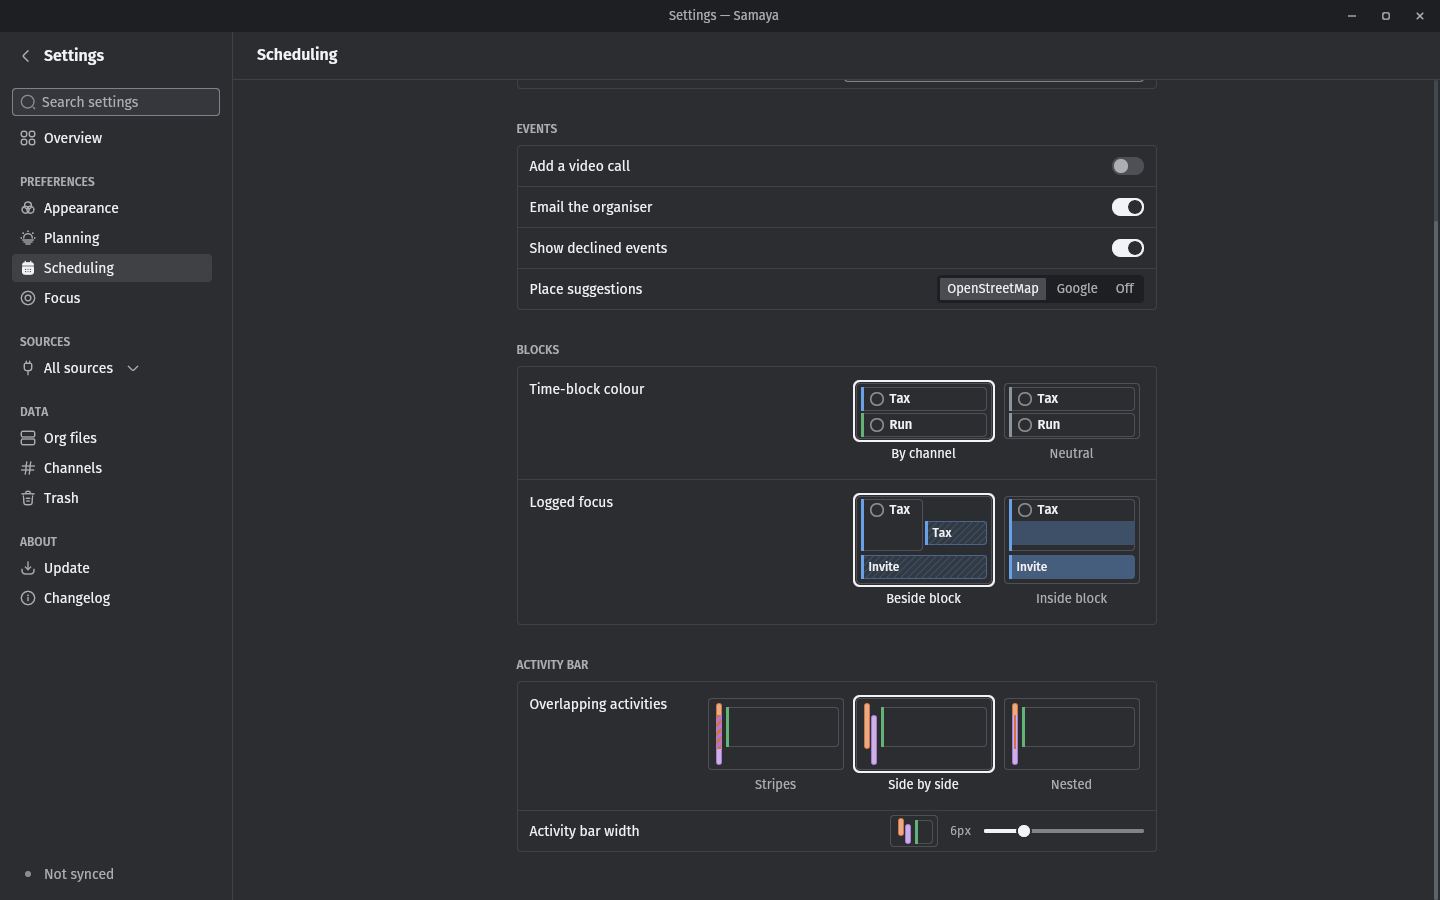 Settings — Samaya
Settings
Scheduling
Search settings
Overview
PREFERENCES
Appearance
Planning
Scheduling
Focus
SOURCES
All sources
DATA
Org files
Channels
Trash
ABOUT
Update
Changelog
Not synced
EVENTS
Add a video call
Email the organiser
Show declined events
Place suggestions
OpenStreetMap Google Off
BLOCKS
Time-block colour
Tax
Run
By channel
Tax
Run
Neutral
Logged focus
Tax
Tax
Invite
Beside block
Tax
Invite
Inside block
ACTIVITY BAR
Overlapping activities
Stripes
Side by side
Nested
Activity bar width
6px